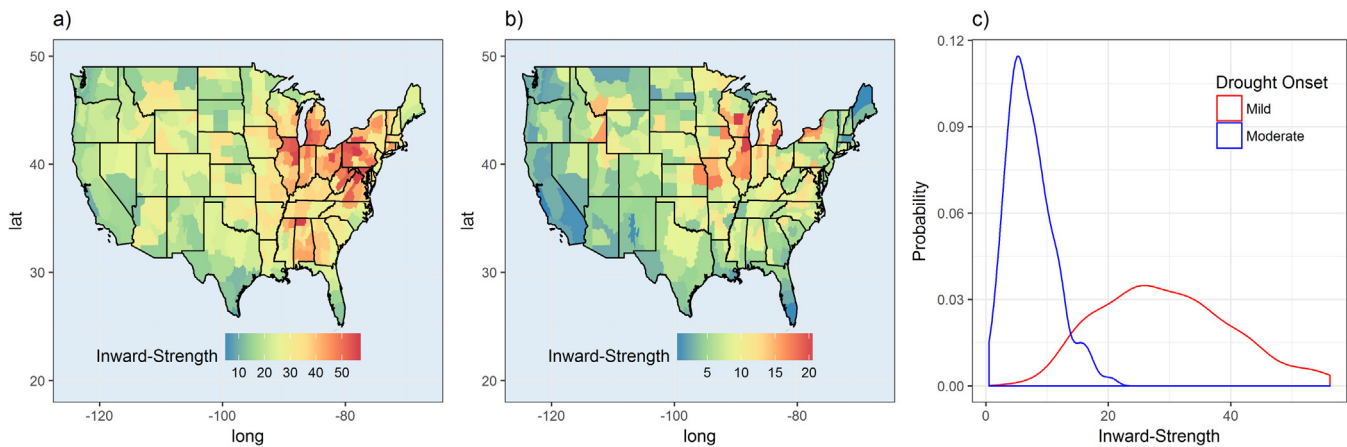 a)
50
40
30
20
lat
Inward-Strength
10 20 30 40 50
-120 -100 -80
long
b)
50
40
30
20
lat
Inward-Strength
5 10 15 20
-120 -100 -80
long
c)
0.12
0.09
0.06
0.03
0.00
Probability
Drought Onset
Mild
Moderate
0 20 40
Inward-Strength